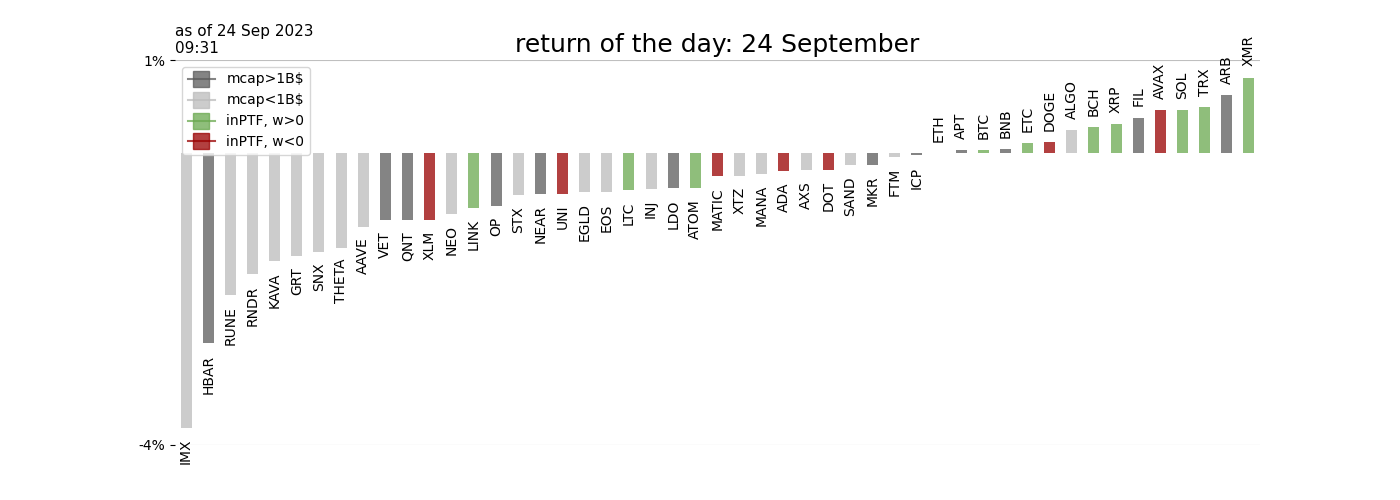 as of 24 Sep 2023
09:31
return of the day: 24 September
1%
mcap>1B$
mcap<1B$
inPTF, w>0
inPTF, w<0
-4%
IMX
HBAR
RUNE
RNDR
KAVA
GRT
SNX
THETA
AAVE
VET
QNT
XLM
NEO
LINK
OP
STX
NEAR
UNI
EGLD
EOS
LTC
INJ
LDO
ATOM
MATIC
XTZ
MANA
ADA
AXS
DOT
SAND
MKR
FTM
ICP
ETH
APT
BTC
BNB
ETC
DOGE
ALGO
BCH
XRP
FIL
AVAX
SOL
TRX
ARB
XMR